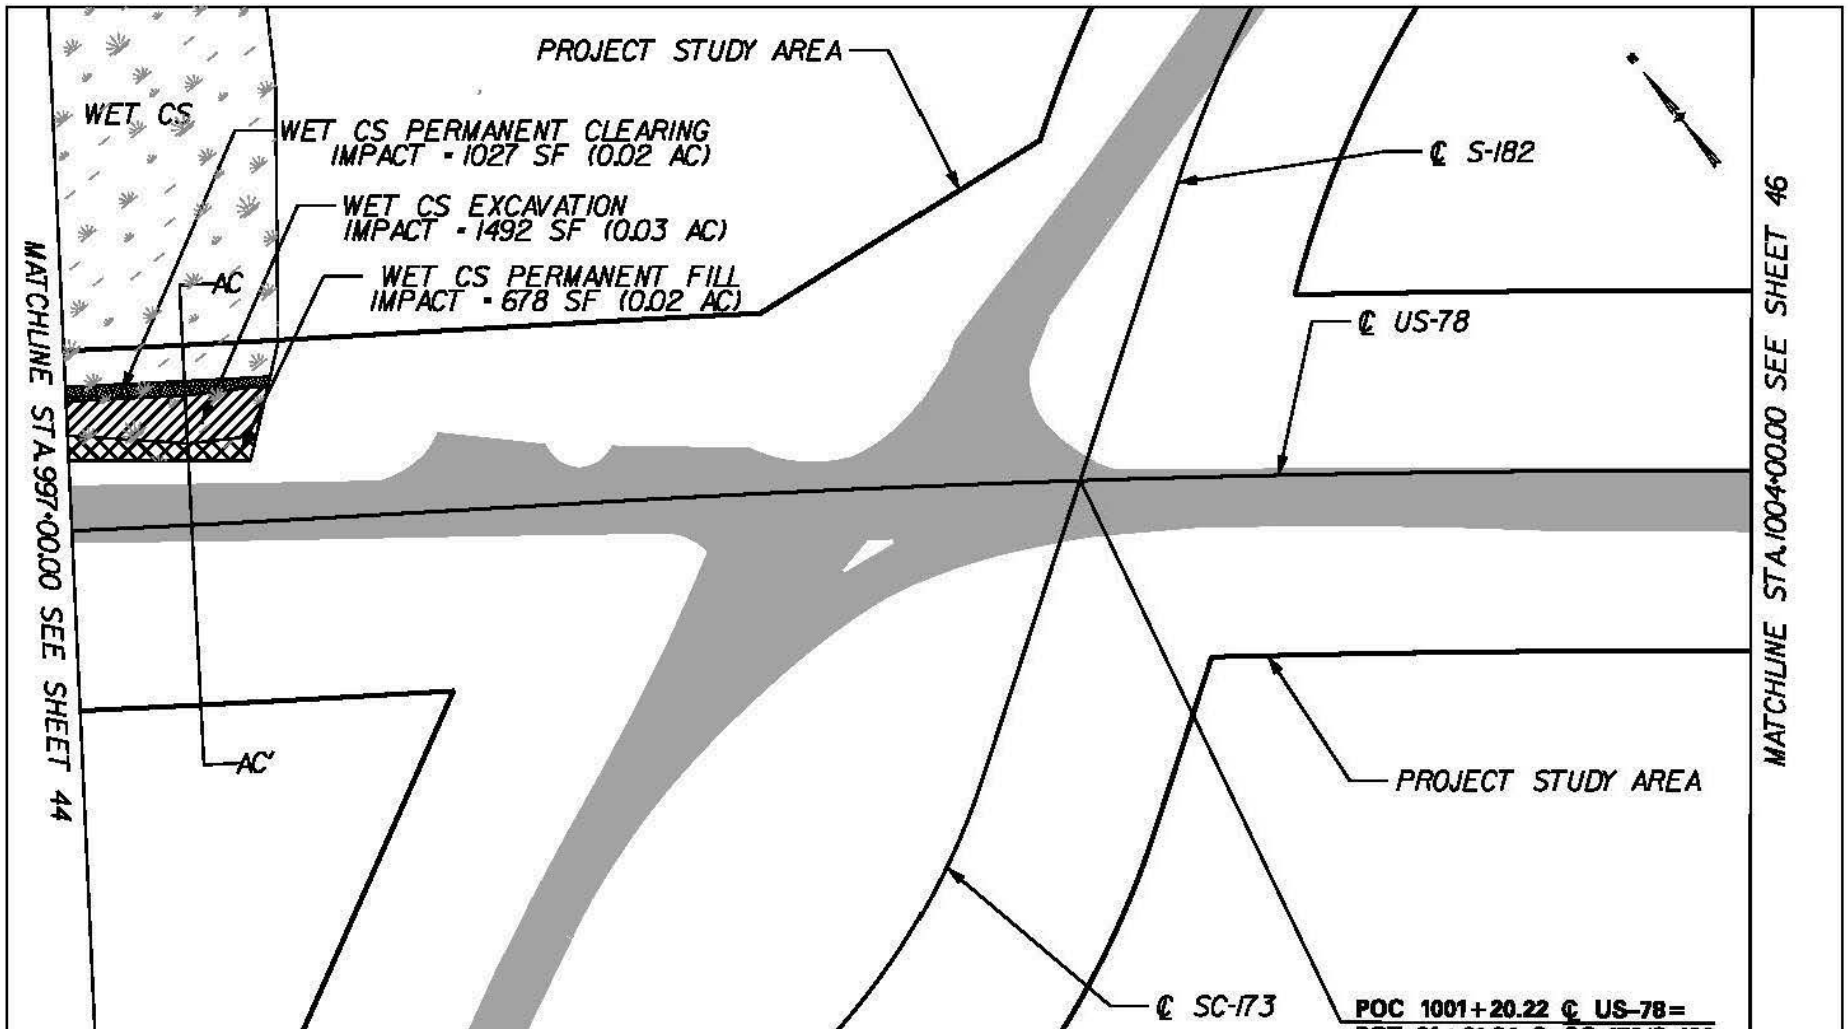 PROJECT STUDY AREA
WET CS
WET CS PERMANENT CLEARING
IMPACT = 1027 SF (0.02 AC)
WET CS EXCAVATION
IMPACT = 1492 SF (0.03 AC)
WET CS PERMANENT FILL
IMPACT = 678 SF (0.02 AC)
AC
℄ S-182
℄ US-78
MATCHLINE STA.997+00.00 SEE SHEET 44
MATCHLINE STA.1004+00.00 SEE SHEET 46
AC'
PROJECT STUDY AREA
℄ SC-173
POC 1001+20.22 ℄ US-78=